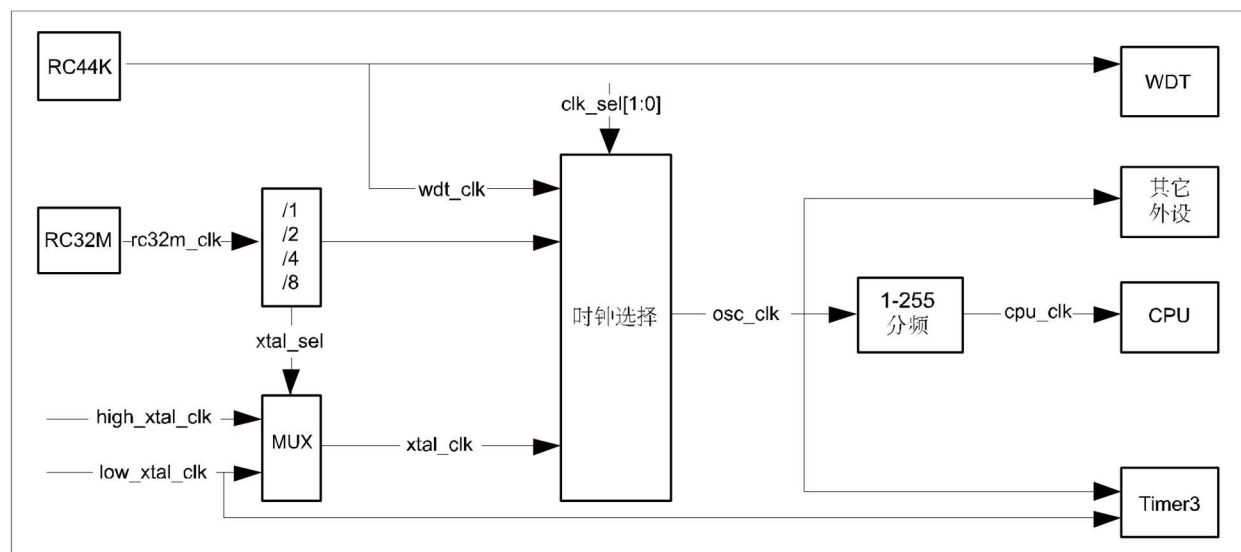 RC44K
WDT
clk_sel[1:0]
wdt_clk
其它
外设
RC32M
rc32m_clk
/1
/2
/4
/8
时钟选择
osc_clk
1-255
分频
cpu_clk
CPU
xtal_sel
high_xtal_clk
MUX
xtal_clk
low_xtal_clk
Timer3